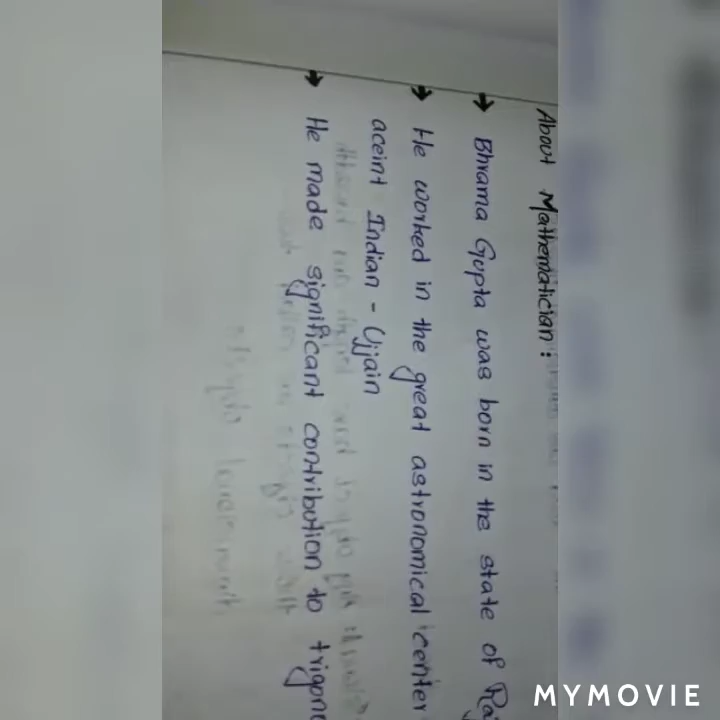 About Mathematician:
→ Bhrama Gupta was born in the state of
→ He worked in the great astronomical center
aceint Indian - Ujjain
→ He made significant contribution to
MYMOVIE